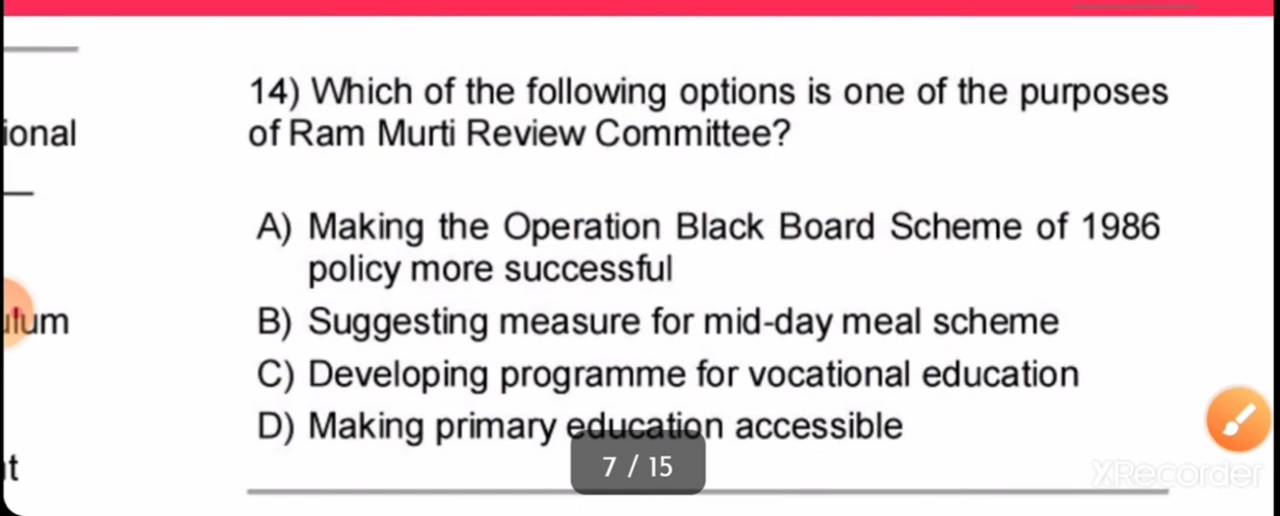 ional
ulum
t
14) Which of the following options is one of the purposes
of Ram Murti Review Committee?
A) Making the Operation Black Board Scheme of 1986
policy more successful
B) Suggesting measure for mid-day meal scheme
C) Developing programme for vocational education
D) Making primary education accessible
7 / 15
XRecorder